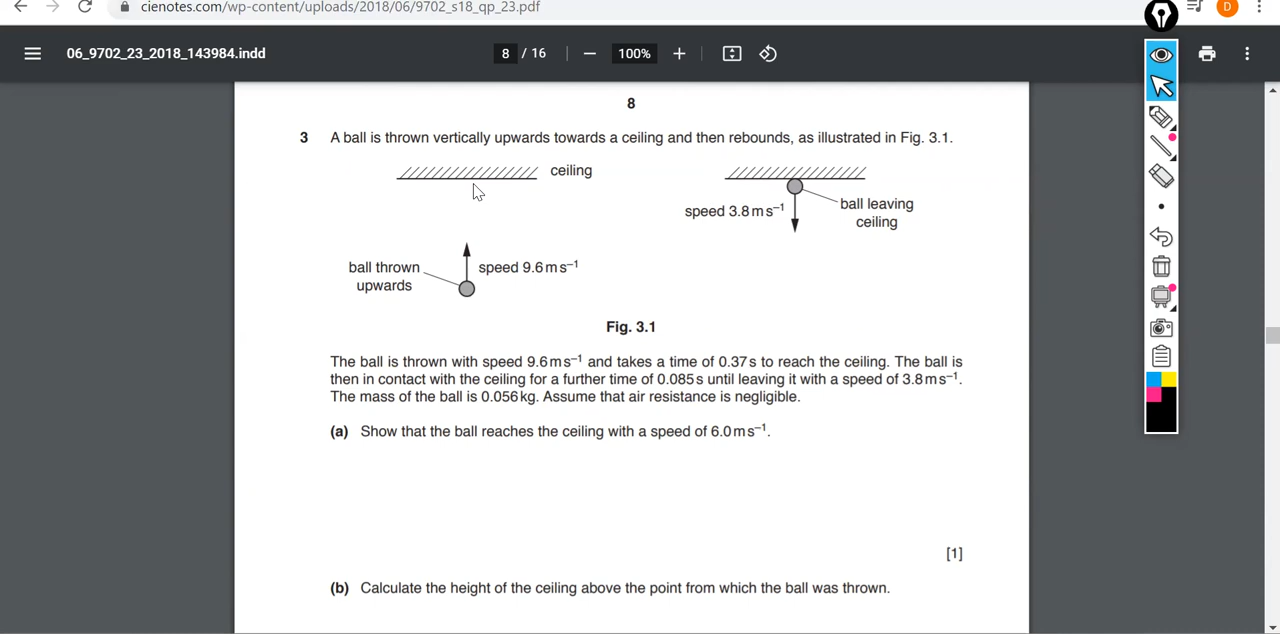 cienotes.com/wp-content/uploads/2018/06/9702_s18_qp_23.pdf
D
06_9702_23_2018_143984.indd
8 / 16
100%
8
3 A ball is thrown vertically upwards towards a ceiling and then rebounds, as illustrated in Fig. 3.1.
ceiling
speed 3.8 m s⁻¹
ball leaving
ceiling
ball thrown
upwards
speed 9.6 m s⁻¹
Fig. 3.1
The ball is thrown with speed 9.6 m s⁻¹ and takes a time of 0.37 s to reach the ceiling. The ball is
then in contact with the ceiling for a further time of 0.085 s until leaving it with a speed of 3.8 m s⁻¹.
The mass of the ball is 0.056 kg. Assume that air resistance is negligible.
(a) Show that the ball reaches the ceiling with a speed of 6.0 m s⁻¹.
[1]
(b) Calculate the height of the ceiling above the point from which the ball was thrown.